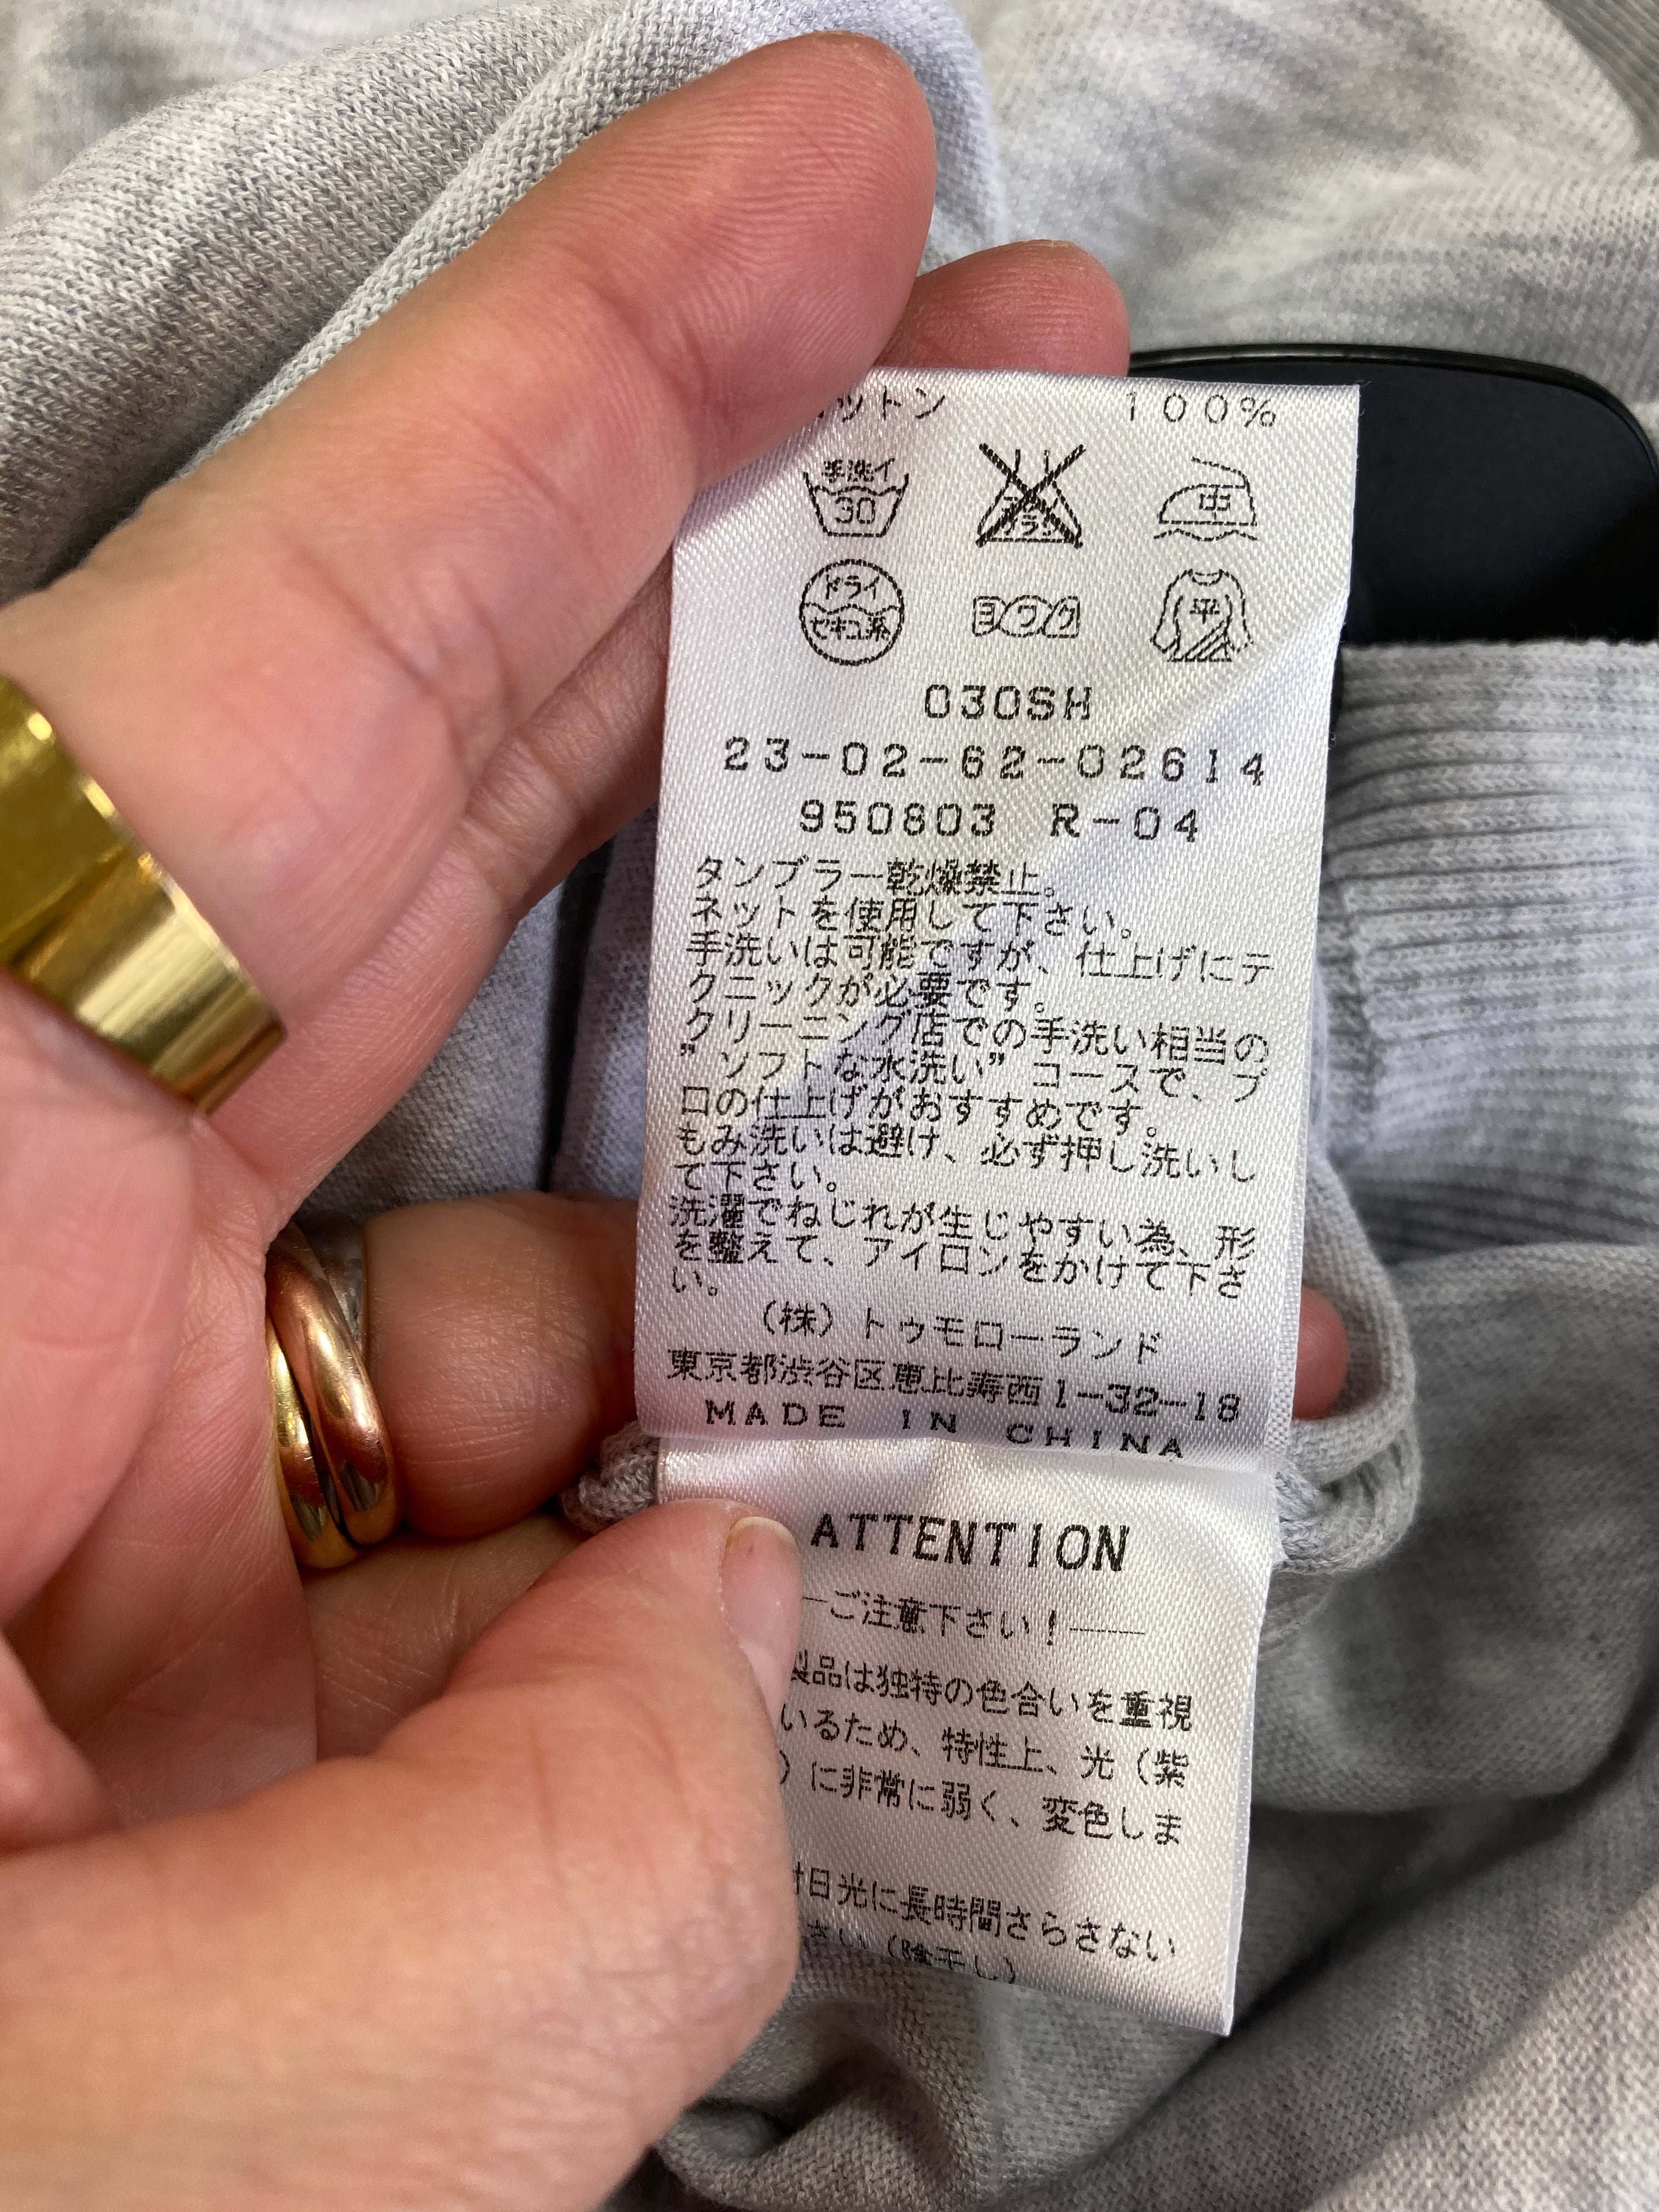 ットン 100%
手洗イ
30
エンソサラシ
中
ドライ
セキユ系
ヨワク
平
030SH
23-02-62-02614
950803 R-04
タンブラー乾燥禁止。
ネットを使用して下さい。
手洗いは可能ですが、仕上げにテ
クニックが必要です。
クリーニング店での手洗い相当の
"ソフトな水洗い"コースで、プ
ロの仕上げがおすすめです。
もみ洗いは避け、必ず押し洗いし
て下さい。
洗濯でねじれが生じやすい為、形
を整えて、アイロンをかけて下さ
い。
(株)トゥモローランド
東京都渋谷区恵比寿西1-32-18
MADE IN CHINA
ATTENTION
—ご注意下さい!——
製品は独特の色合いを重視
いるため、特性上、光(紫
)に非常に弱く、変色しま
日光に長時間さらさない
さい(陰干し)